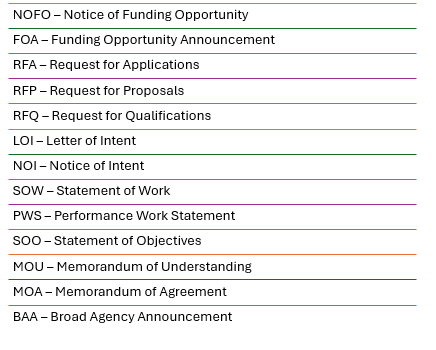 NOFO – Notice of Funding Opportunity
FOA – Funding Opportunity Announcement
RFA – Request for Applications
RFP – Request for Proposals
RFQ – Request for Qualifications
LOI – Letter of Intent
NOI – Notice of Intent
SOW – Statement of Work
PWS – Performance Work Statement
SOO – Statement of Objectives
MOU – Memorandum of Understanding
MOA – Memorandum of Agreement
BAA – Broad Agency Announcement